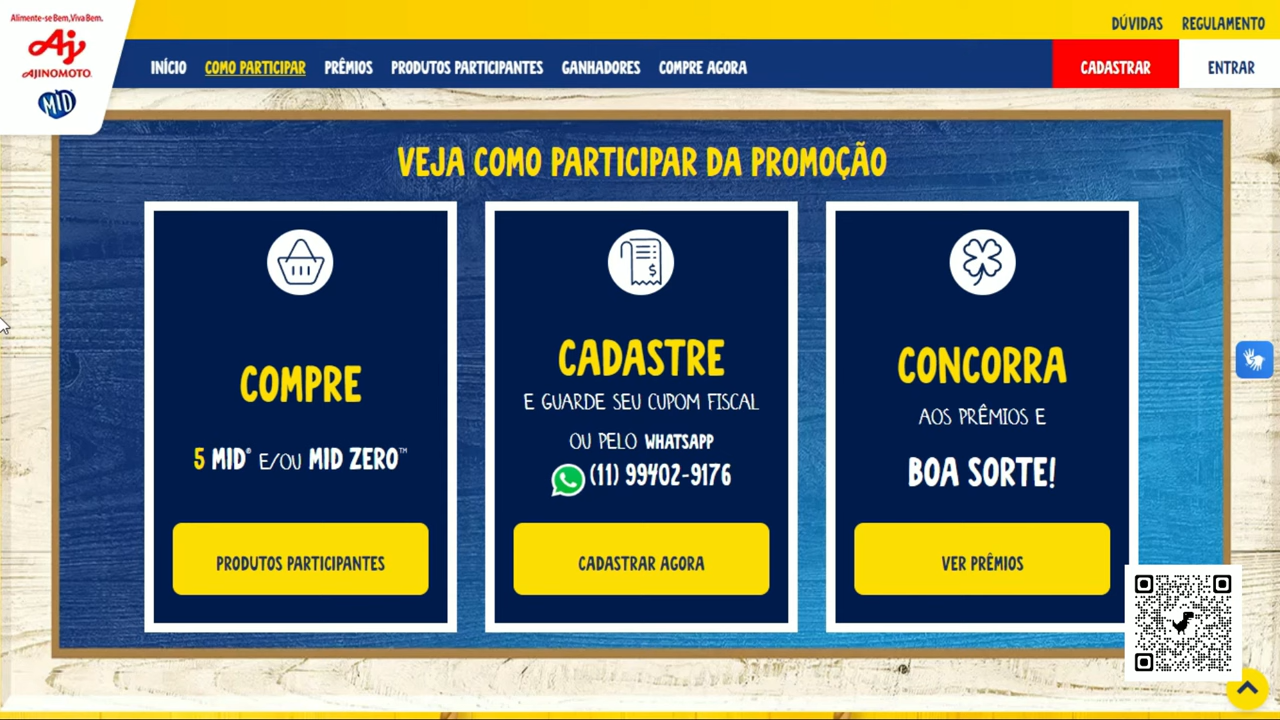 Alimente-se Bem, Viva Bem.
AJINOMOTO
MID
DÚVIDAS REGULAMENTO
INÍCIO COMO PARTICIPAR PRÊMIOS PRODUTOS PARTICIPANTES GANHADORES COMPRE AGORA CADASTRAR ENTRAR
VEJA COMO PARTICIPAR DA PROMOÇÃO
COMPRE
5 MID® E/OU MID ZERO™
PRODUTOS PARTICIPANTES
CADASTRE
E GUARDE SEU CUPOM FISCAL
OU PELO WHATSAPP
(11) 99402-9176
CADASTRAR AGORA
CONCORRA
AOS PRÊMIOS E
BOA SORTE!
VER PRÊMIOS